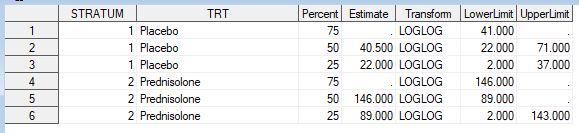 STRATUM TRT Percent Estimate Transform LowerLimit UpperLimit
1 1 Placebo 75 . LOGLOG 41.000 .
2 1 Placebo 50 40.500 LOGLOG 22.000 71.000
3 1 Placebo 25 22.000 LOGLOG 2.000 37.000
4 2 Prednisolone 75 . LOGLOG 146.000 .
5 2 Prednisolone 50 146.000 LOGLOG 89.000 .
6 2 Prednisolone 25 89.000 LOGLOG 2.000 143.000